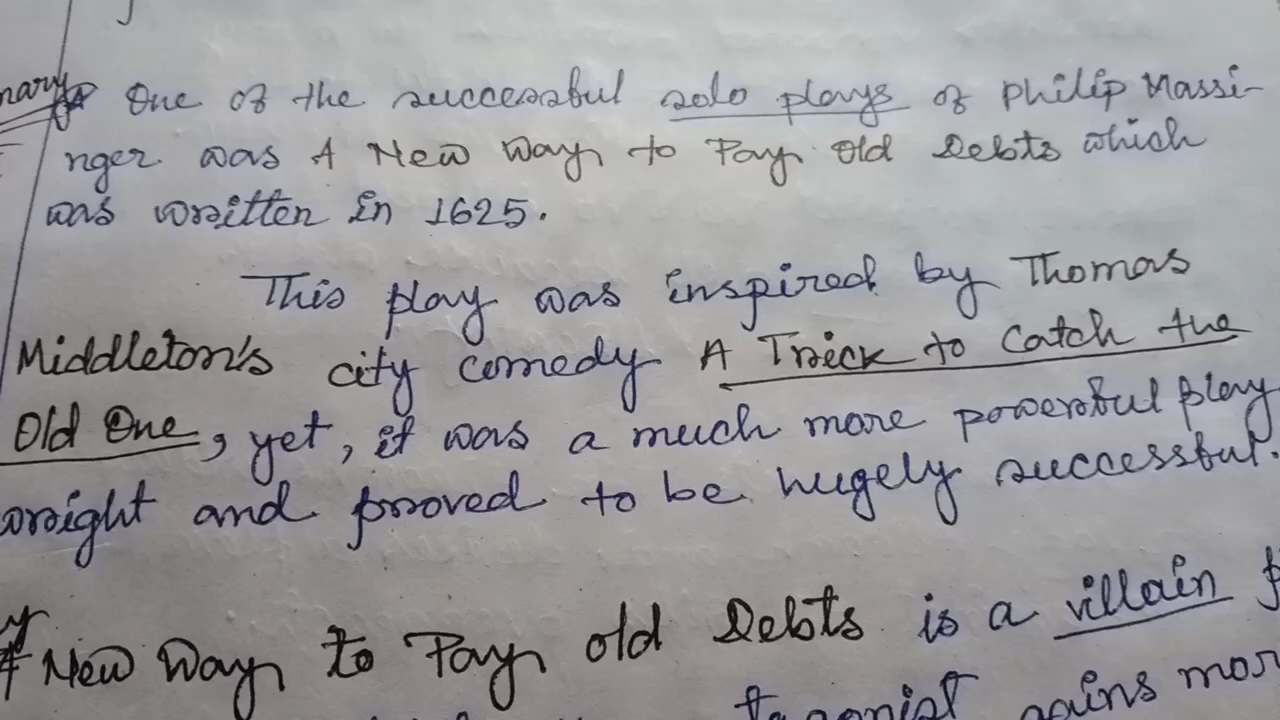 One of the successful solo plays of Philip Massi-
nger was A New Way to Pay Old Debts which
was written in 1625.
This play was inspired by Thomas
Middleton's city comedy A Trick to Catch the
Old One, yet, it was a much more powerful play
wright and proved to be hugely successful.
New Way to Pay old Debts is a villain
gains